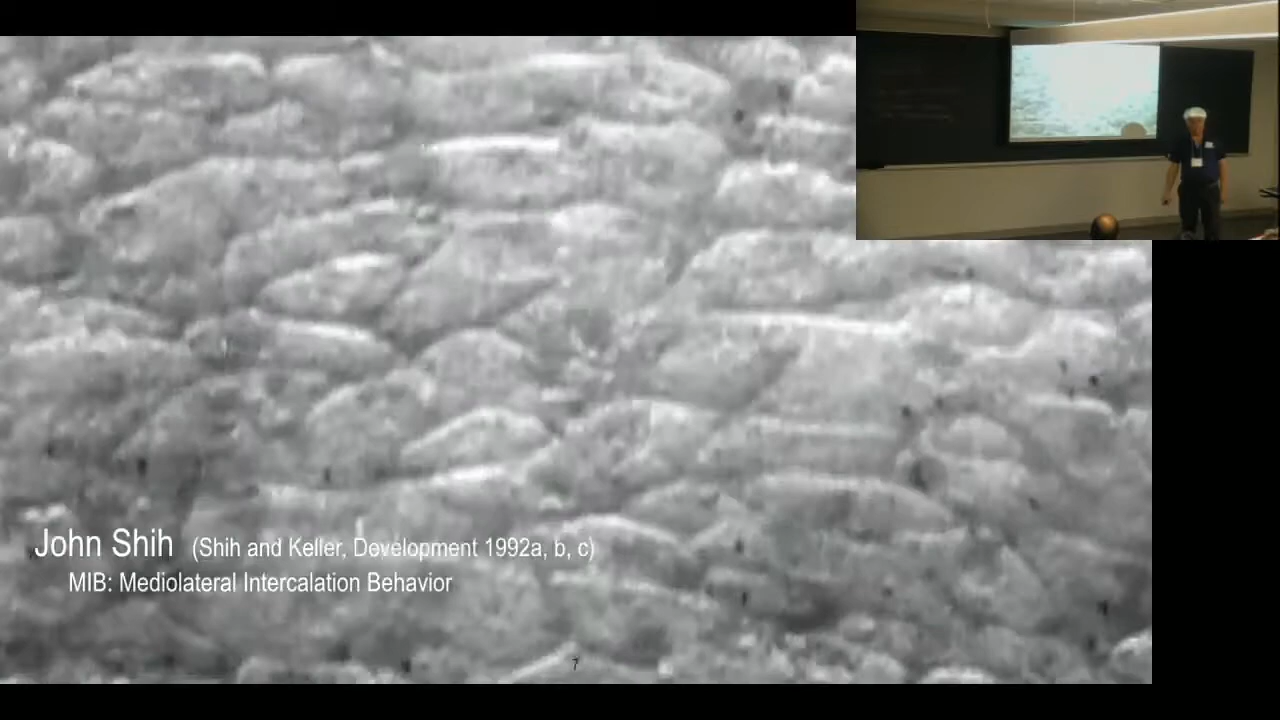 John Shih (Shih and Keller, Development 1992a, b, c)
MIB: Mediolateral Intercalation Behavior